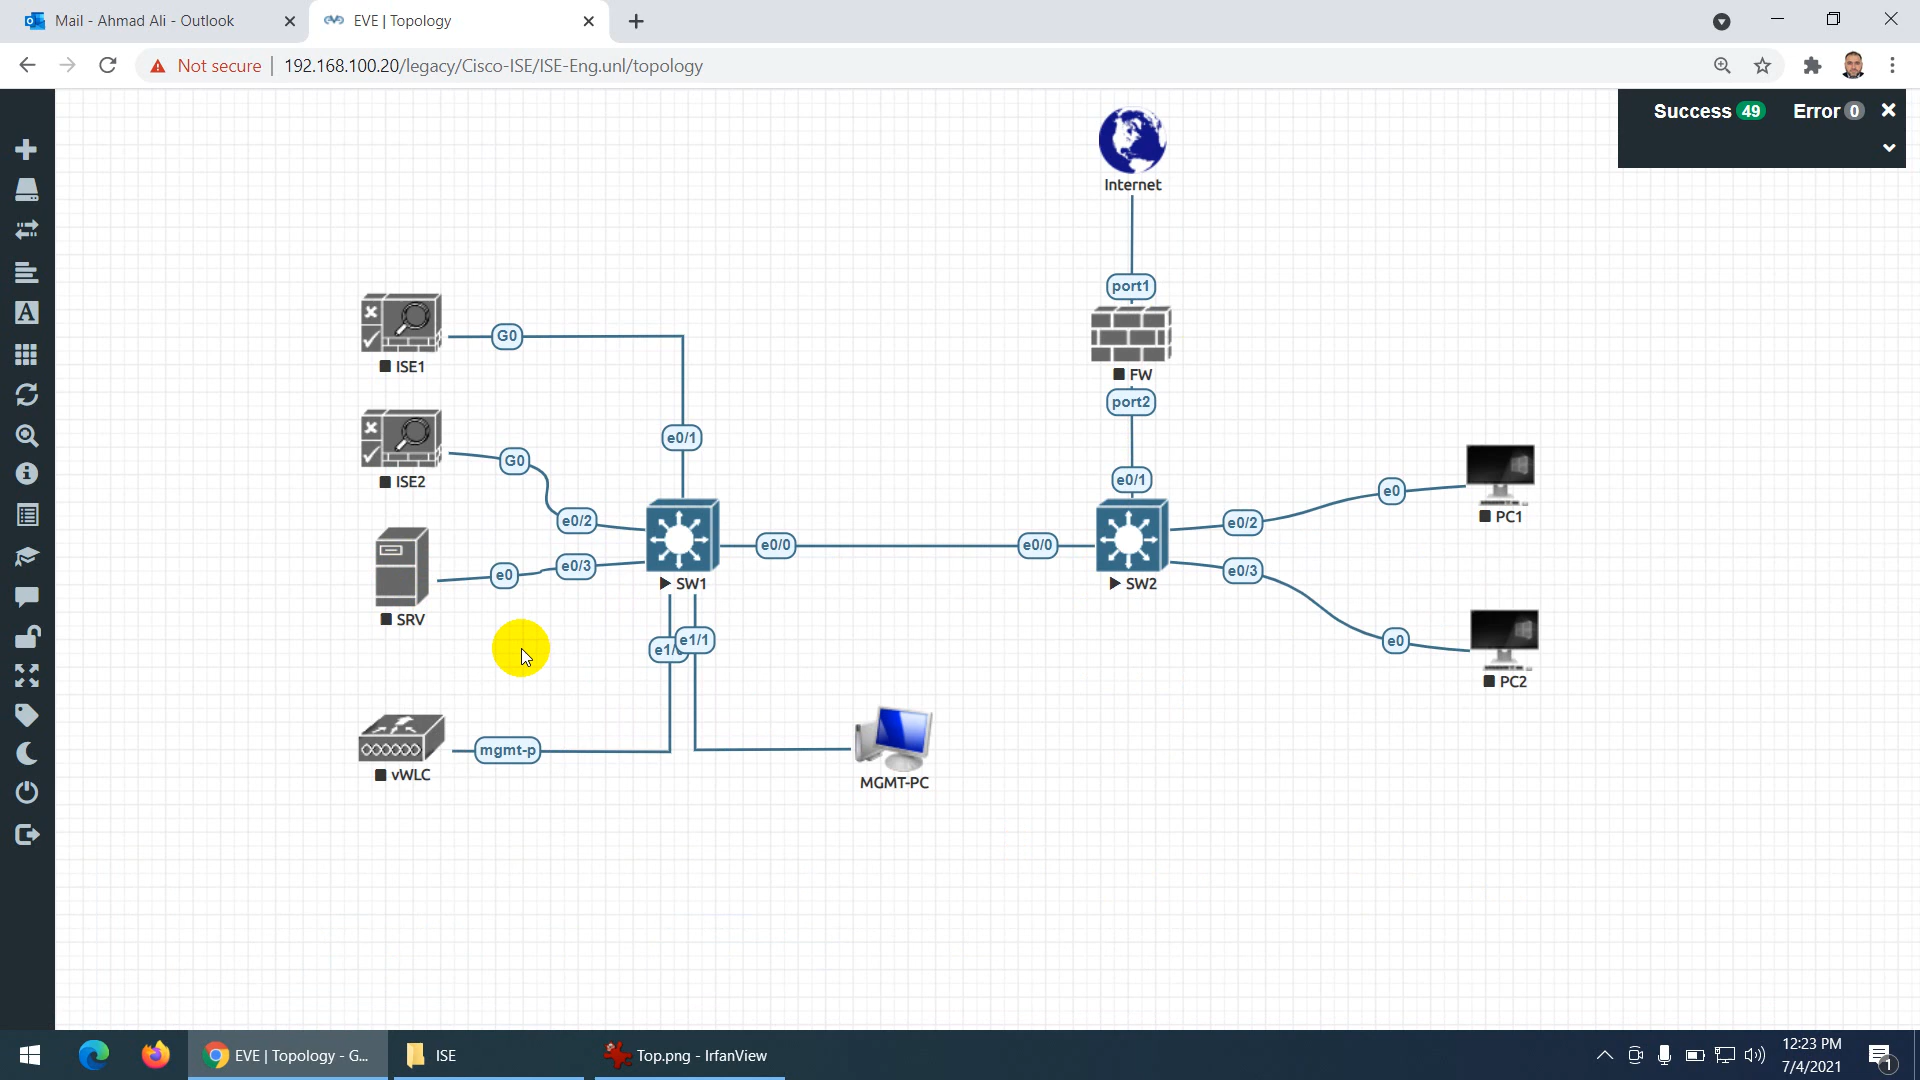 Mail - Ahmad Ali - Outlook
EVE | Topology
Not secure
192.168.100.20/legacy/Cisco-ISE/ISE-Eng.unl/topology
Success 49
Error 0
Internet
port1
FW
port2
e0/1
G0
ISE1
e0/1
G0
ISE2
e0/2
e0
e0/3
SRV
SW1
e0/0
e0/0
SW2
e0/2
e0
PC1
e0/3
e0
PC2
e1/1
mgmt-p
vWLC
MGMT-PC
EVE | Topology - G...
ISE
Top.png - IrfanView
12:23 PM
7/4/2021
1